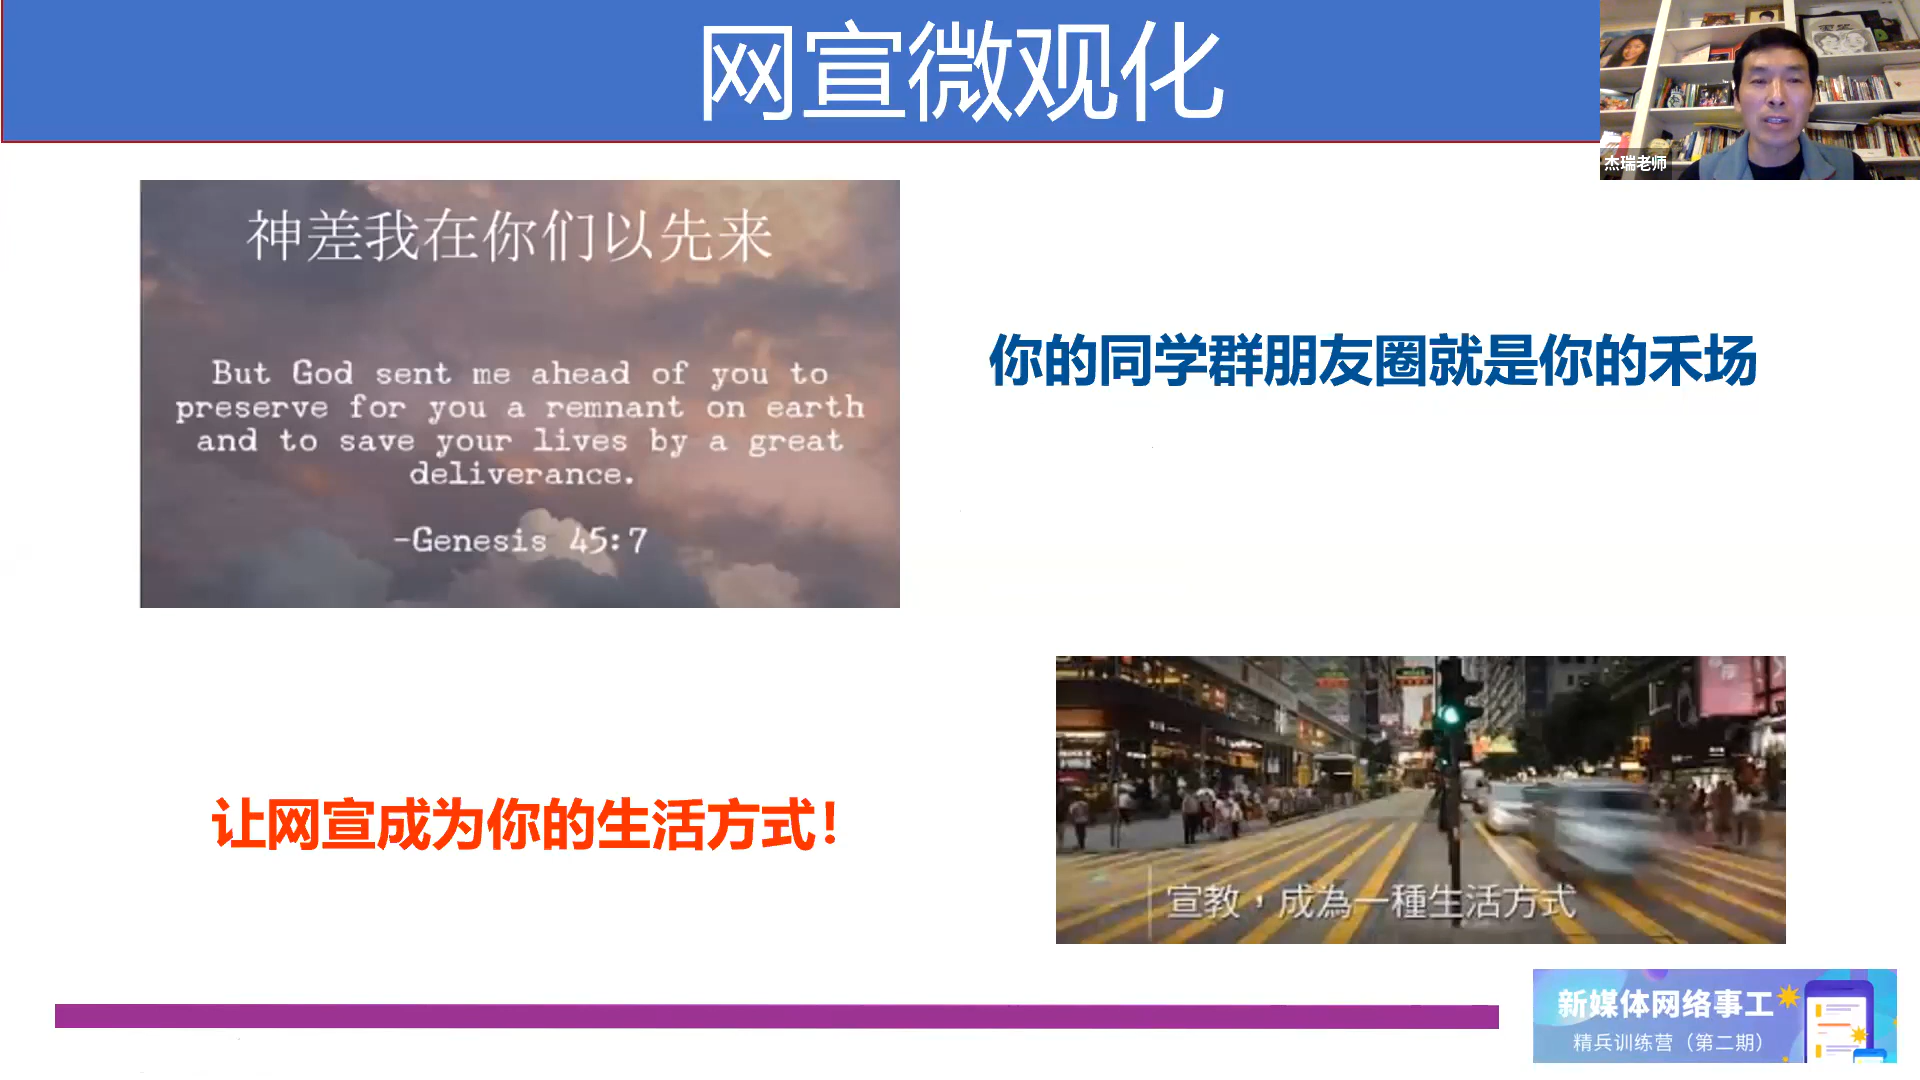 网宣微观化
杰瑞老师
神差我在你们以先来
But God sent me ahead of you to
preserve for you a remnant on earth
and to save your lives by a great
deliverance.
-Genesis 45:7
你的同学群朋友圈就是你的禾场
让网宣成为你的生活方式！
宣教，成為一種生活方式
新媒体网络事工
精兵训练营（第二期）